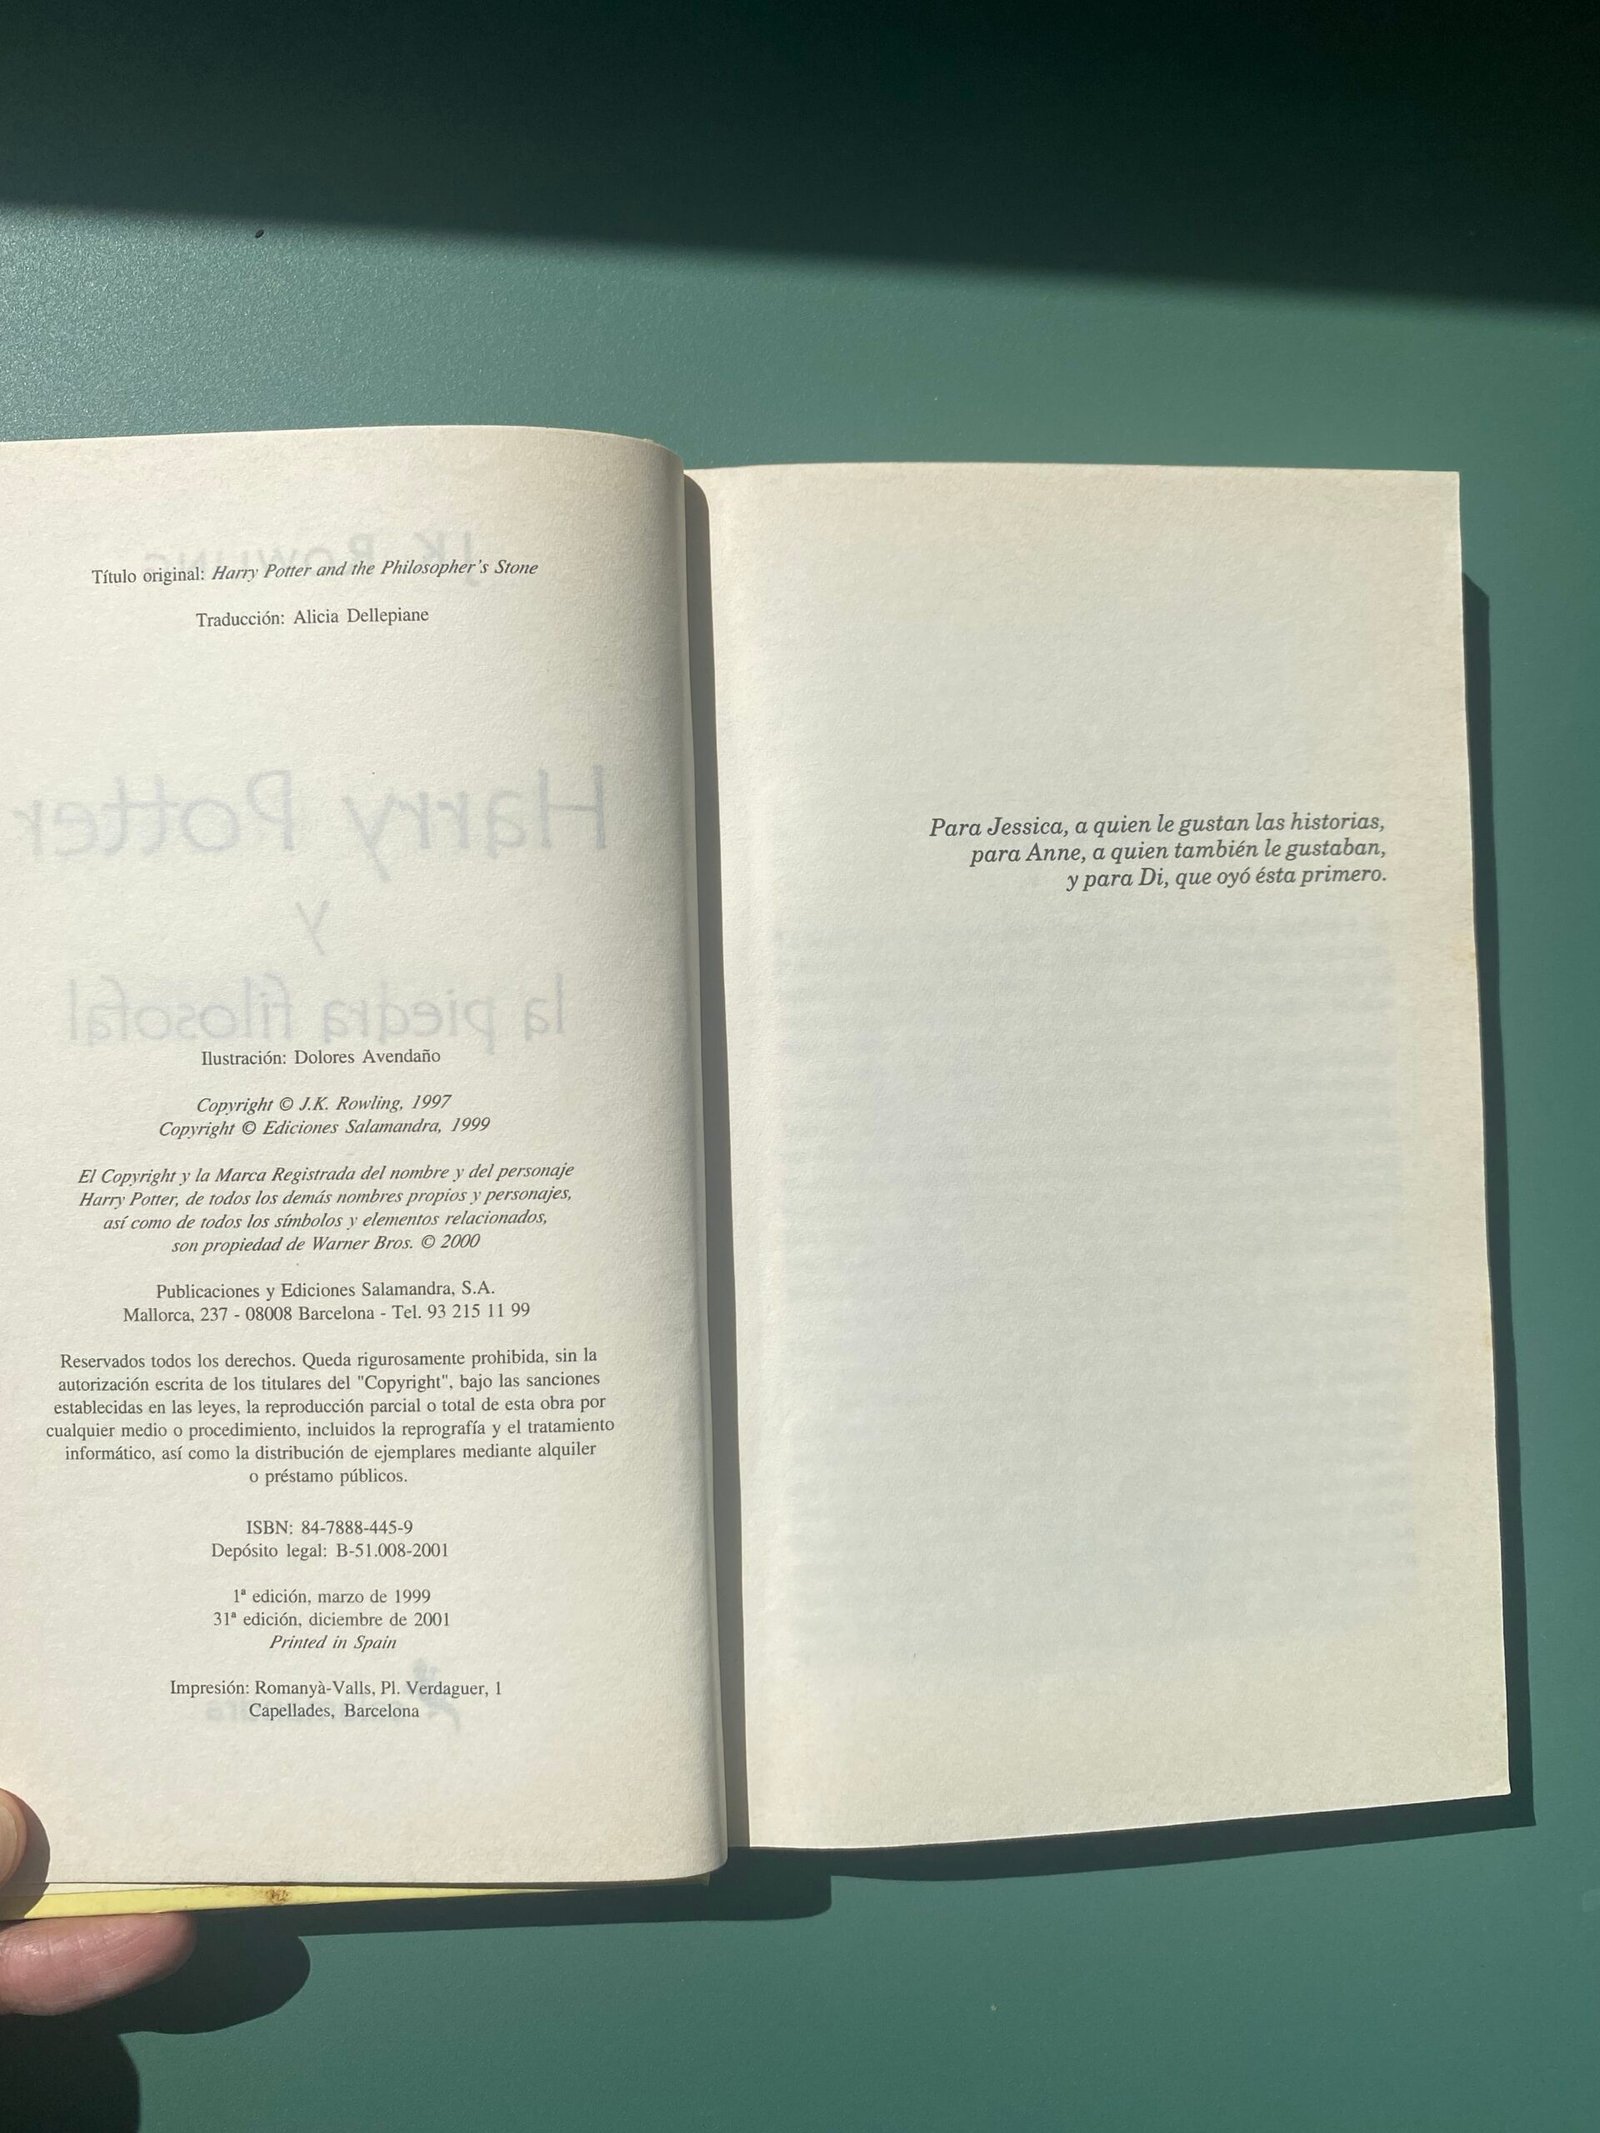 Título original: Harry Potter and the Philosopher's Stone
Traducción: Alicia Dellepiane
J.K. ROWLING
Harry Potter
y
la piedra filosofal
Ilustración: Dolores Avendaño
Copyright © J.K. Rowling, 1997
Copyright © Ediciones Salamandra, 1999
El Copyright y la Marca Registrada del nombre y del personaje
Harry Potter, de todos los demás nombres propios y personajes,
así como de todos los símbolos y elementos relacionados,
son propiedad de Warner Bros. © 2000
Publicaciones y Ediciones Salamandra, S.A.
Mallorca, 237 - 08008 Barcelona - Tel. 93 215 11 99
Reservados todos los derechos. Queda rigurosamente prohibida, sin la
autorización escrita de los titulares del "Copyright", bajo las sanciones
establecidas en las leyes, la reproducción parcial o total de esta obra por
cualquier medio o procedimiento, incluidos la reprografía y el tratamiento
informático, así como la distribución de ejemplares mediante alquiler
o préstamo públicos.
ISBN: 84-7888-445-9
Depósito legal: B-51.008-2001
1ª edición, marzo de 1999
31ª edición, diciembre de 2001
Printed in Spain
Impresión: Romanyà-Valls, Pl. Verdaguer, 1
Capellades, Barcelona
Para Jessica, a quien le gustan las historias,
para Anne, a quien también le gustaban,
y para Di, que oyó ésta primero.